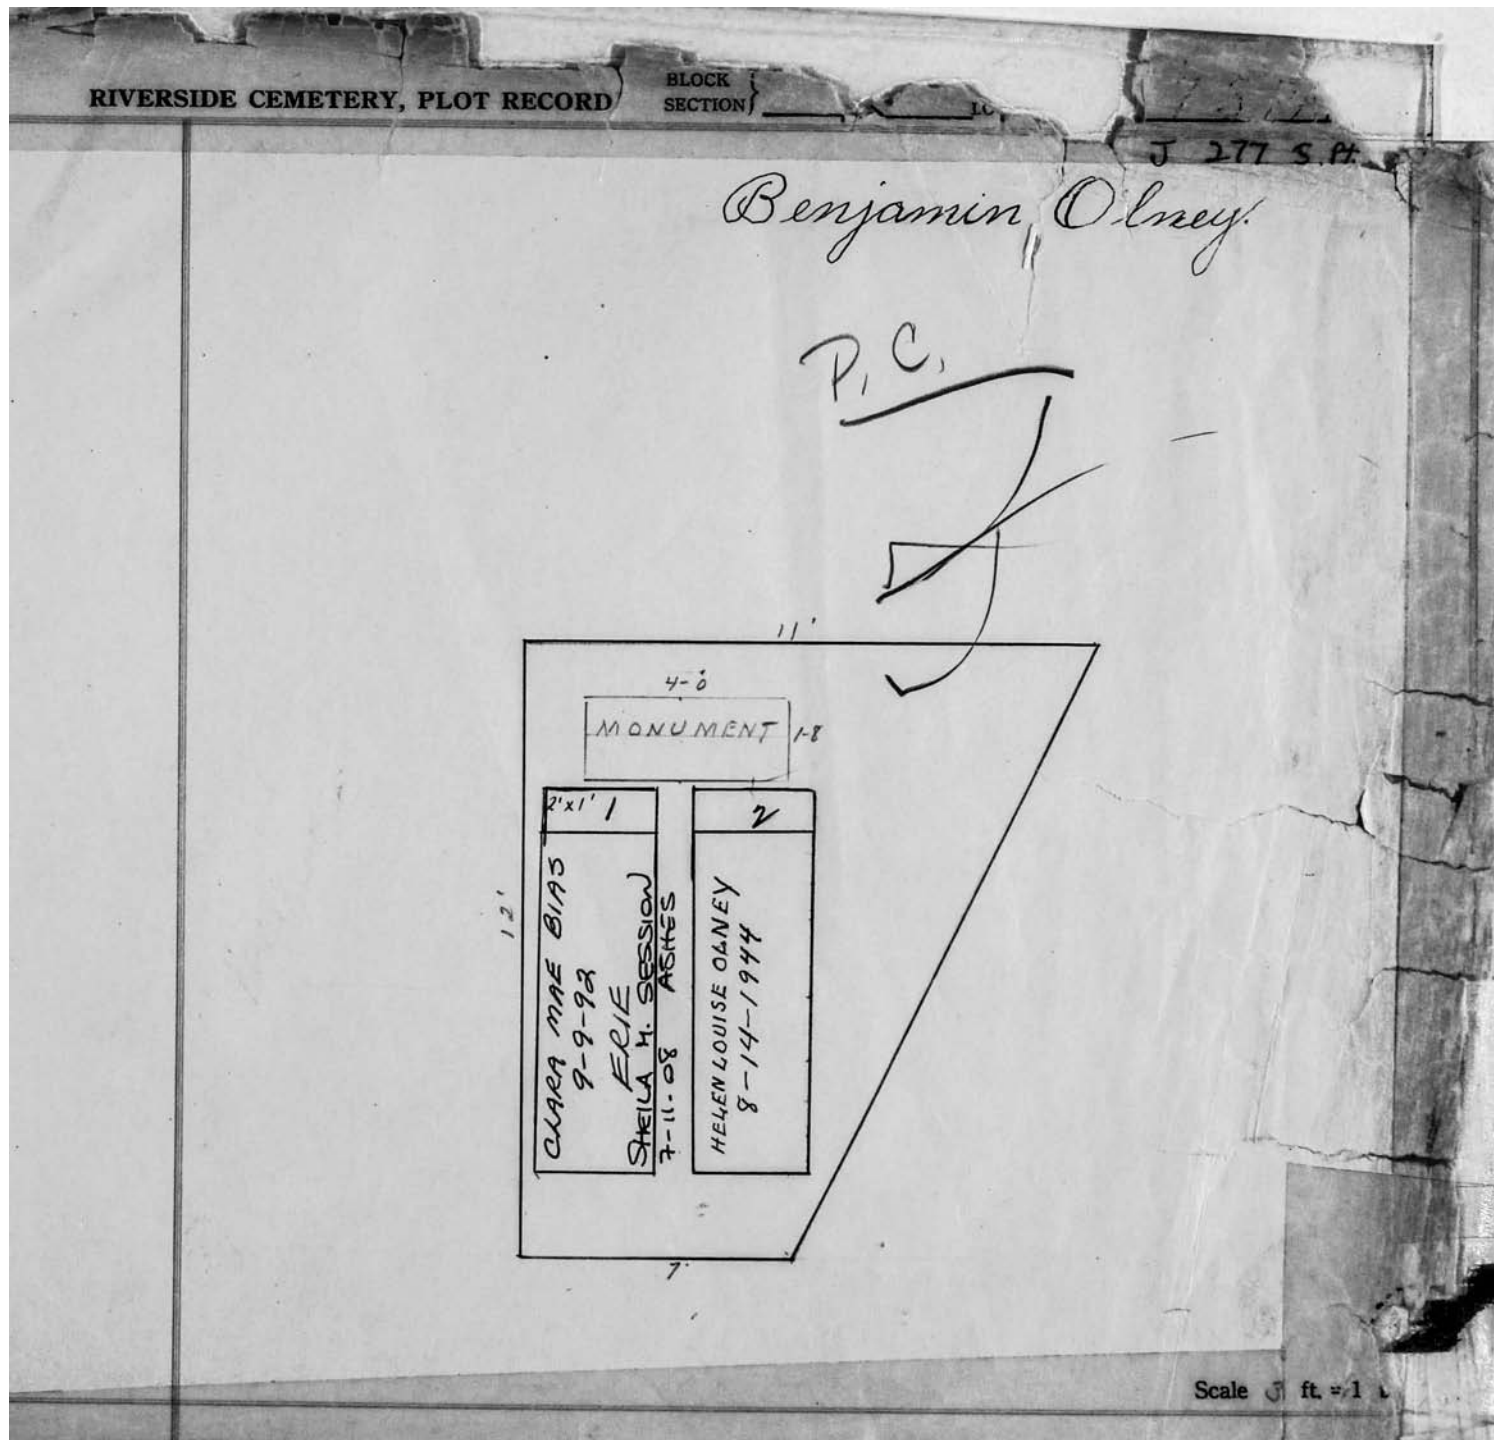 RIVERSIDE CEMETERY, PLOT RECORD
BLOCK
SECTION
J 277 S. Pt.
Benjamin Olney.
P. C.
11'
4-0
MONUMENT
1-8
2'x1' 1
2
12'
CLARA MAE BIAS
9-9-92
ERIE
SHEILA M. SESSION
7-11-08 ASHES
HELEN LOUISE OLNEY
8-14-1944
7'
Scale ft. = 1